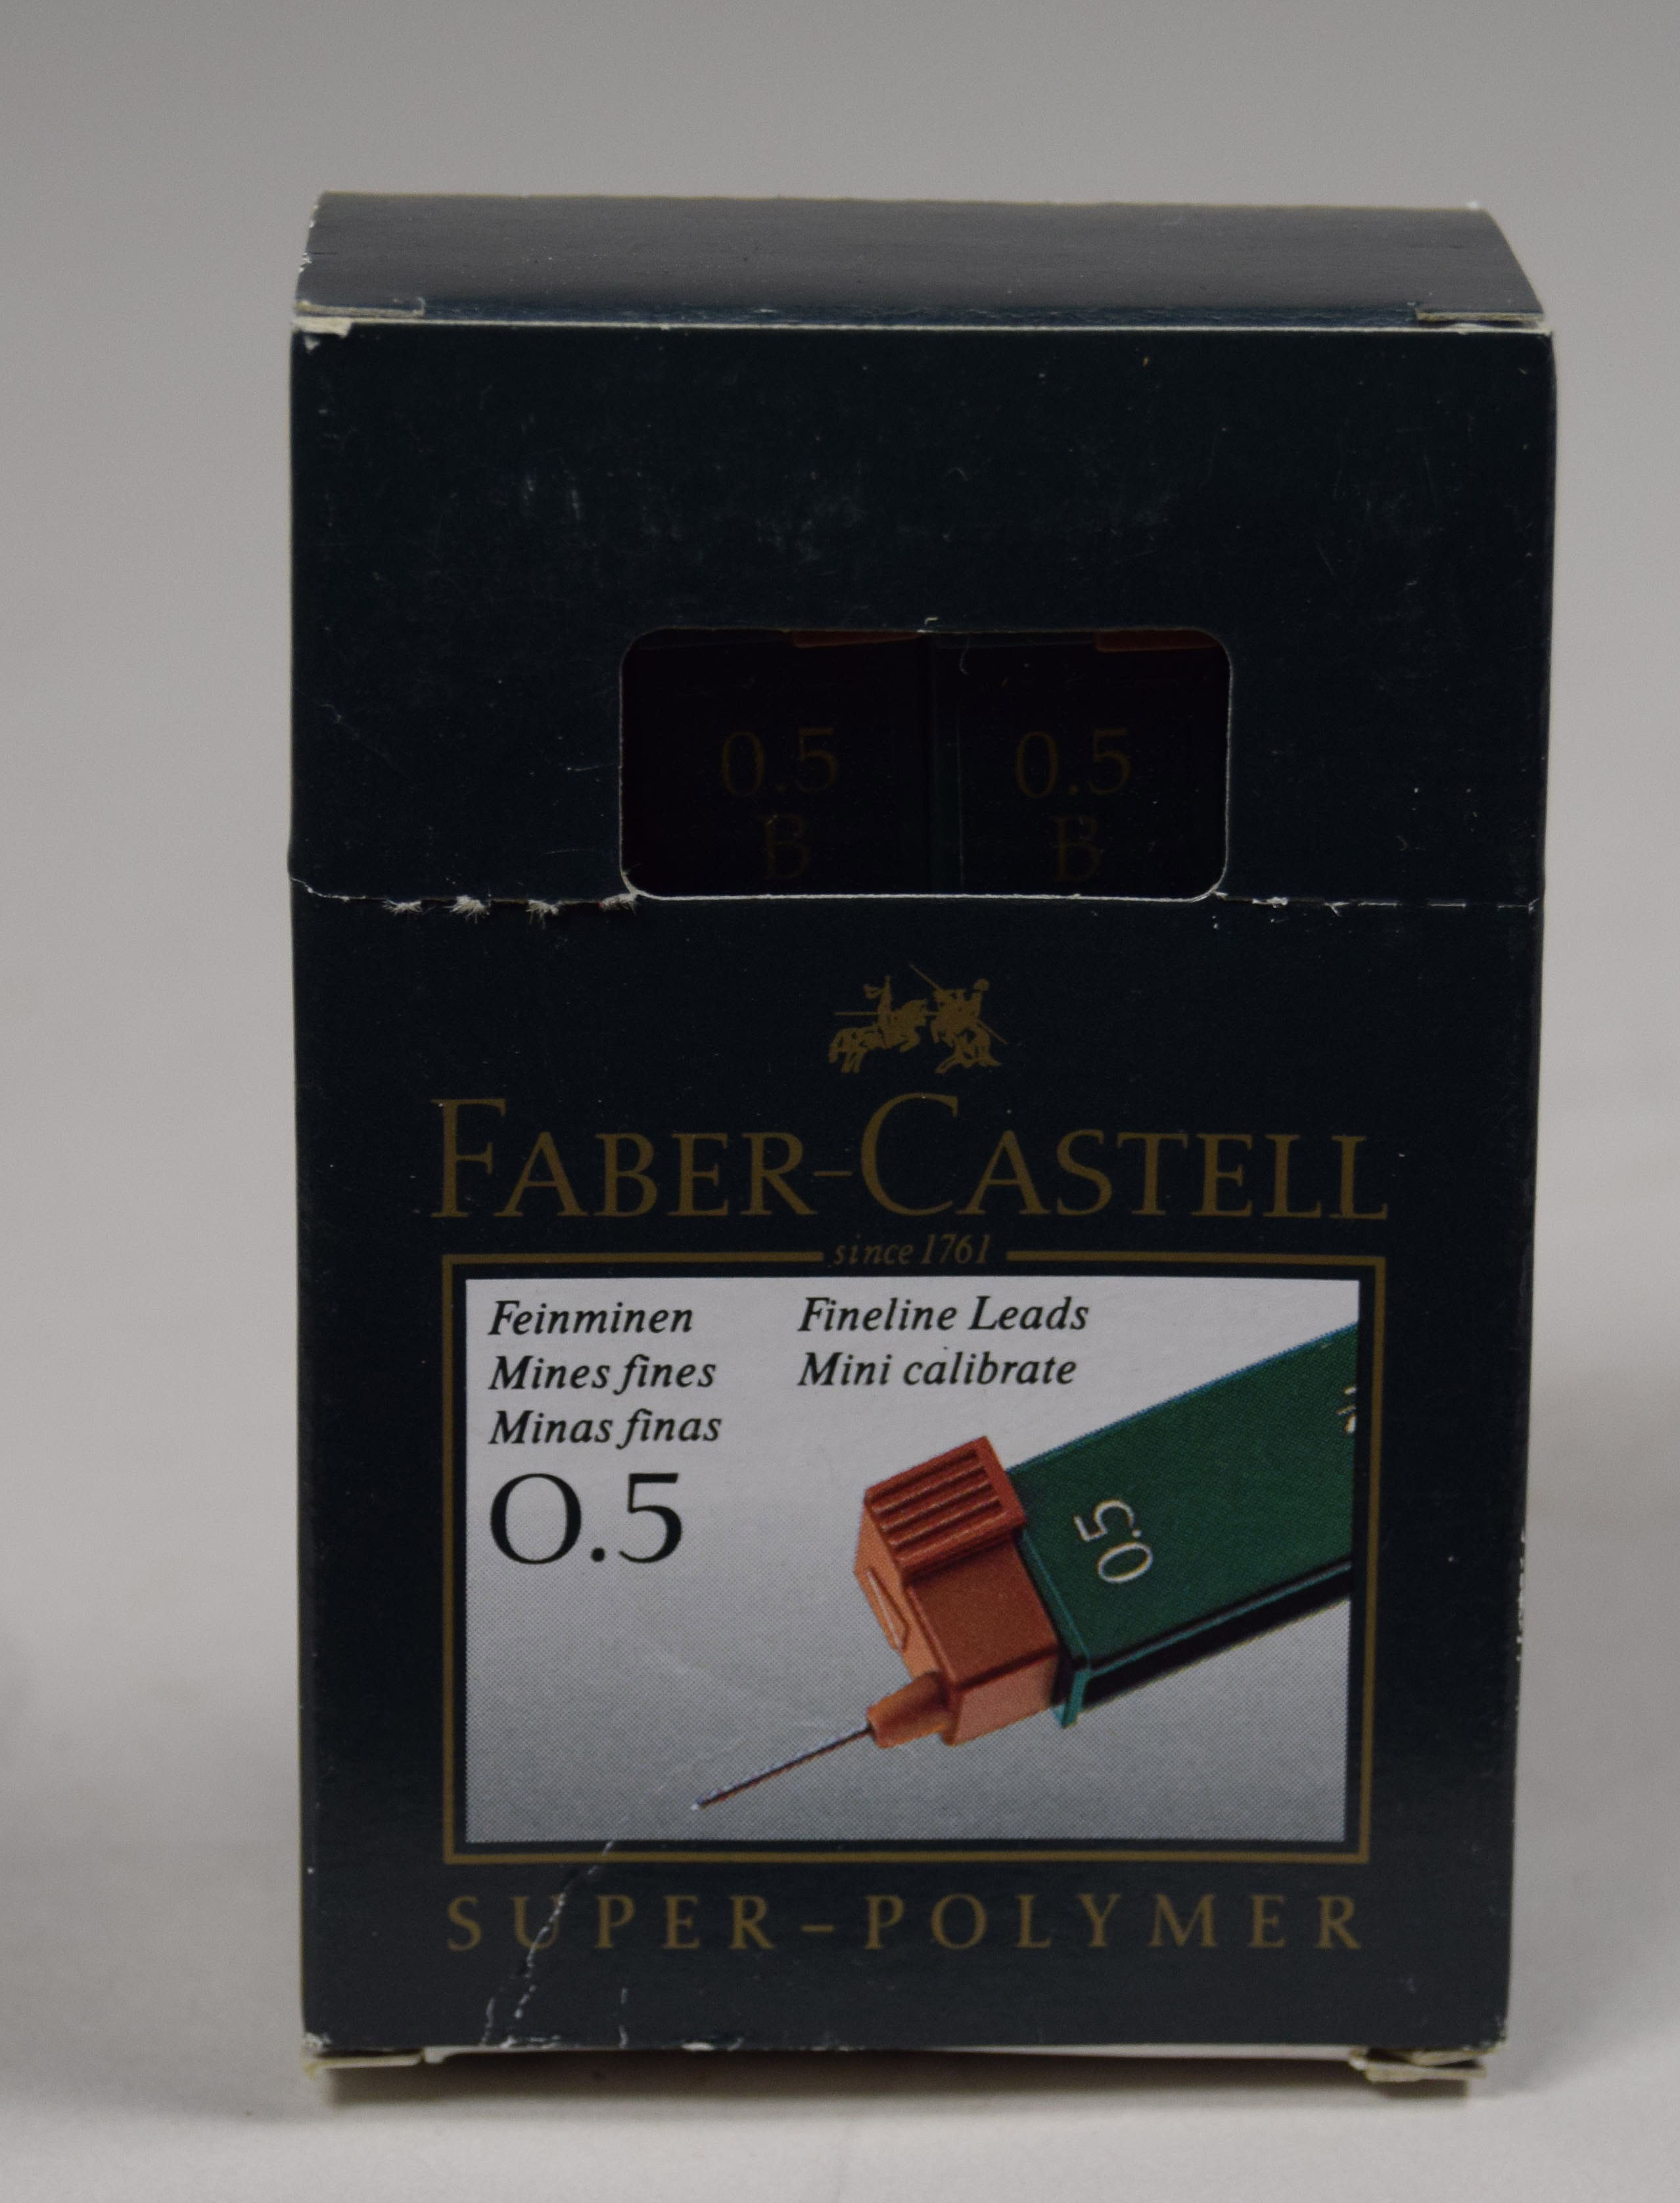 0.5 0.5
B B
FABER-CASTELL
since 1761
Feinminen
Mines fines
Minas finas
0.5
Fineline Leads
Mini calibrate
0.5
SUPER-POLYMER